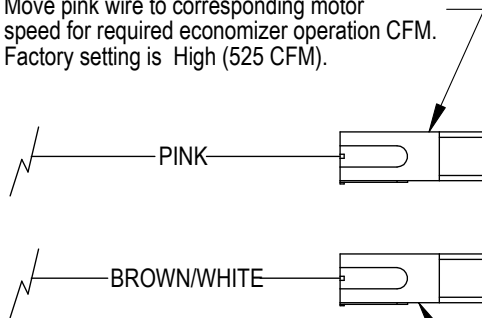 Move pink wire to corresponding motor
speed for required economizer operation CFM.
Factory setting is High (525 CFM).
PINK
BROWN/WHITE